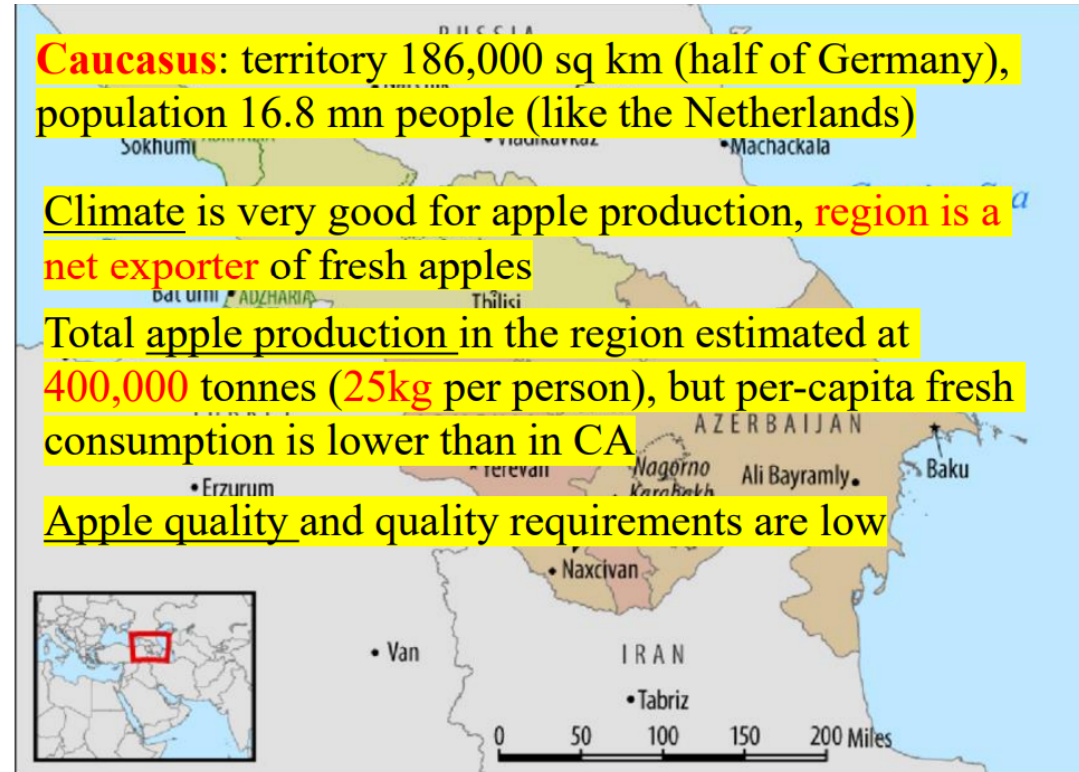 Caucasus: territory 186,000 sq km (half of Germany),
population 16.8 mn people (like the Netherlands)
Sokhumi
Machackala
Climate is very good for apple production, region is a
a
net exporter of fresh apples
Bat umi ADZHARIA
Tbilisi
Total apple production in the region estimated at
400,000 tonnes (25kg per person), but per-capita fresh
AZERBAIJAN
consumption is lower than in CA
Yerevan
Nagorno
Ali Bayramly
Baku
Erzurum
Karabakh
Apple quality and quality requirements are low
Naxcivan
Van
IRAN
Tabriz
0 50 100 150 200 Miles